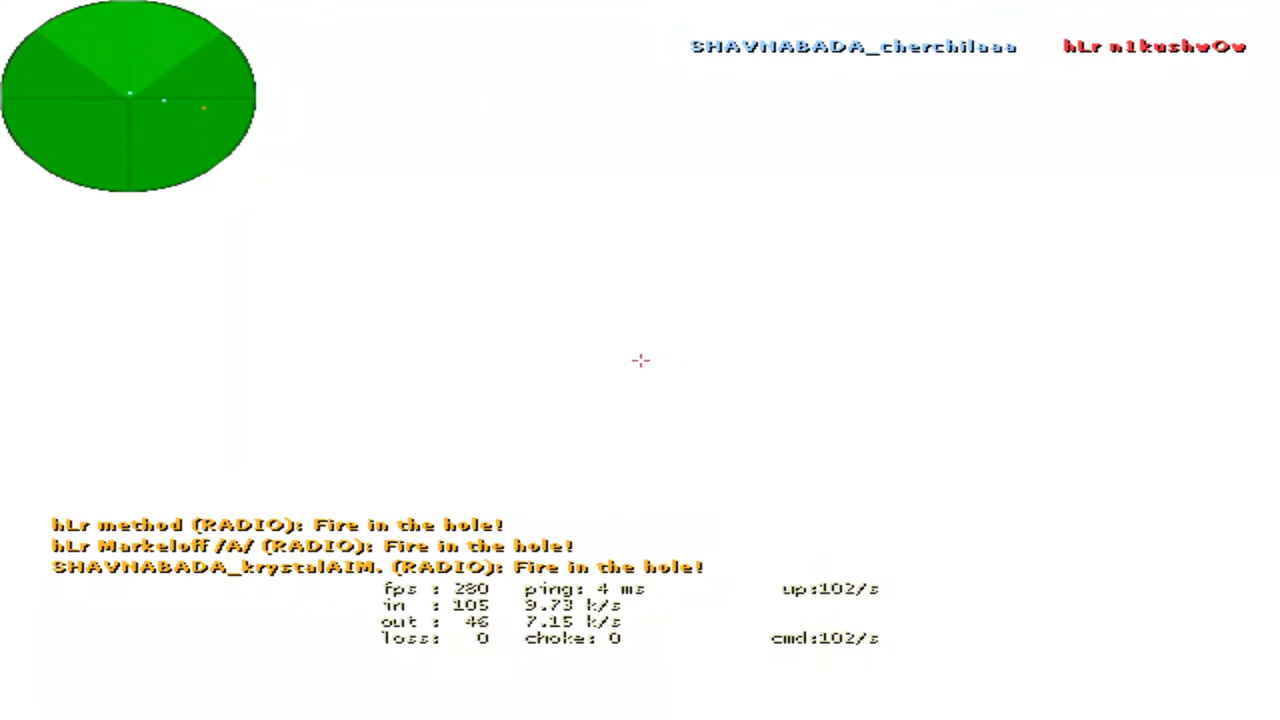 SHAVNABADA_cherchilaaa hLr n1kushwOw
hLr method (RADIO): Fire in the hole!
hLr Markeloff /A/ (RADIO): Fire in the hole!
SHAVNABADA_krystalAIM. (RADIO): Fire in the hole!
fps : 280 ping: 4 ms up:102/s
in : 105 9.73 k/s
out : 46 7.15 k/s
loss: 0 choke: 0 cmd:102/s